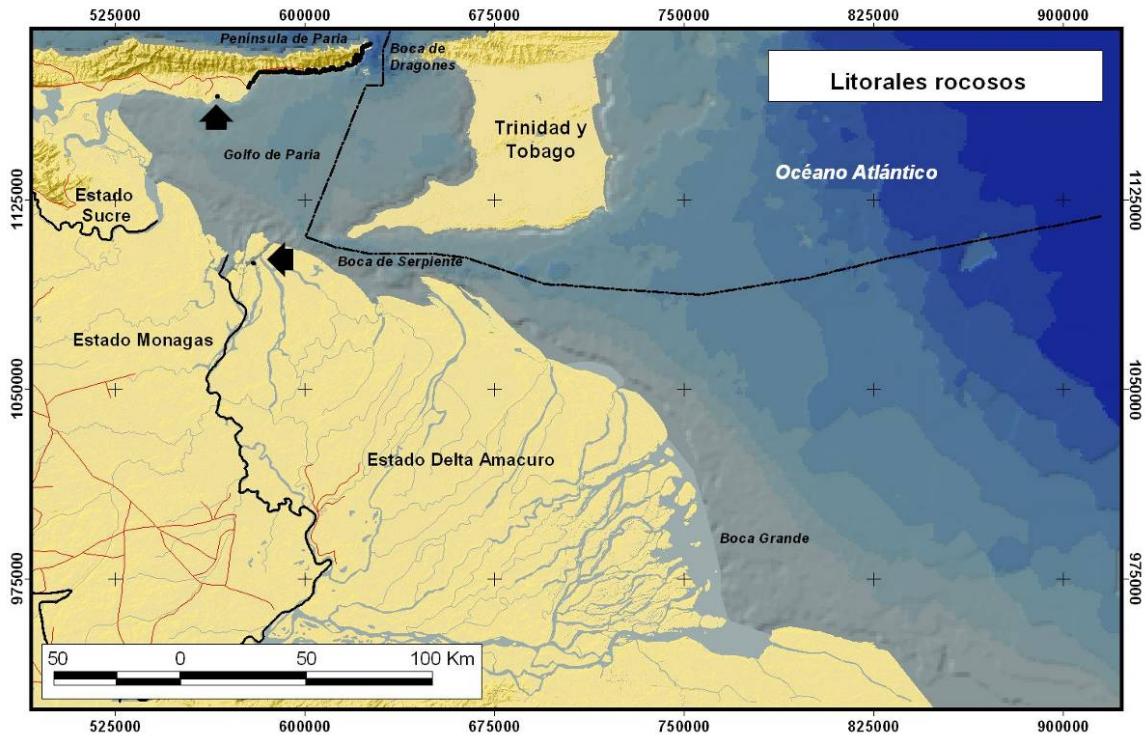 525000 600000 675000 750000 825000 900000
Península de Paria
Boca de
Dragones
Litorales rocosos
Trinidad y
Tobago
Golfo de Paria
Océano Atlántico
Estado
Sucre
1125000
1125000
Boca de Serpiente
Estado Monagas
1050000
1050000
Estado Delta Amacuro
Boca Grande
975000
975000
50 0 50 100 Km
525000 600000 675000 750000 825000 900000